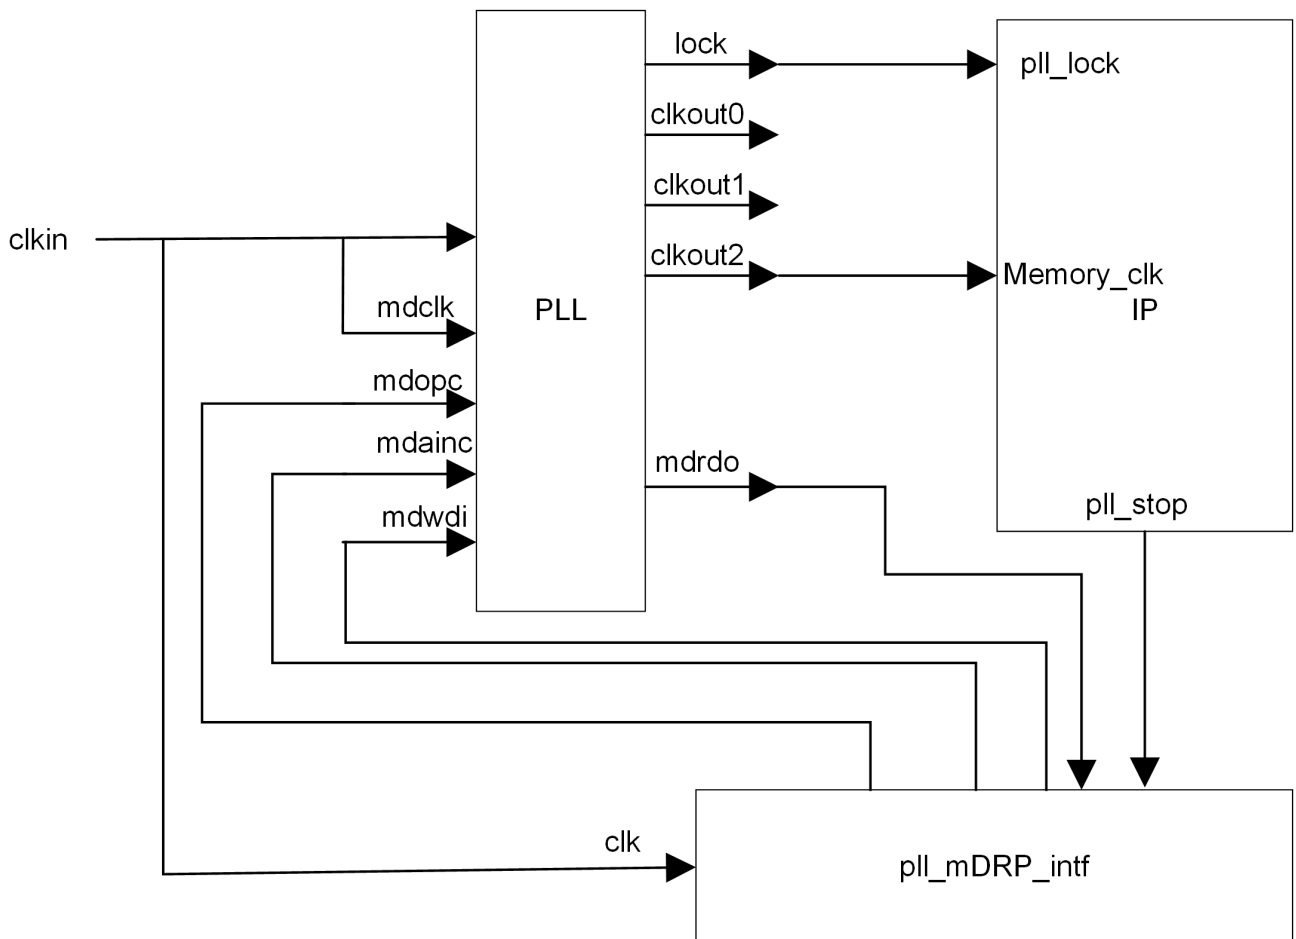 lock
pll_lock
clkout0
clkout1
clkin
clkout2
Memory_clk
mdclk
PLL
IP
mdopc
mdainc
mdrdo
mdwdi
pll_stop
clk
pll_mDRP_intf